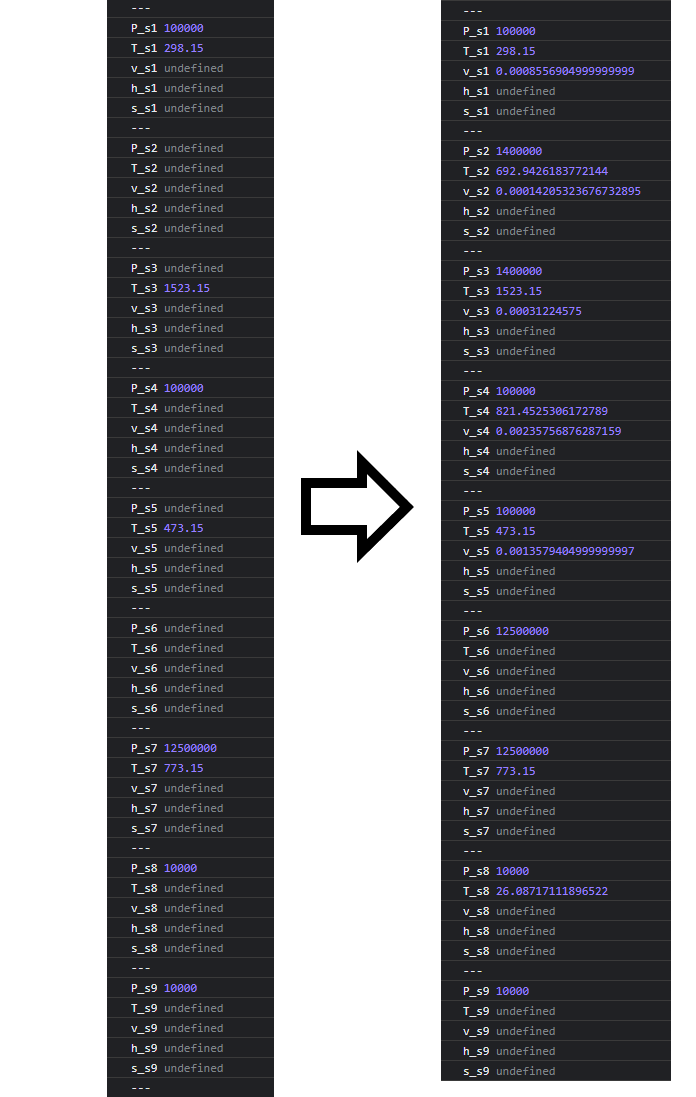 ---
P_s1 100000
T_s1 298.15
v_s1 undefined
h_s1 undefined
s_s1 undefined
---
P_s2 undefined
T_s2 undefined
v_s2 undefined
h_s2 undefined
s_s2 undefined
---
P_s3 undefined
T_s3 1523.15
v_s3 undefined
h_s3 undefined
s_s3 undefined
---
P_s4 100000
T_s4 undefined
v_s4 undefined
h_s4 undefined
s_s4 undefined
---
P_s5 undefined
T_s5 473.15
v_s5 undefined
h_s5 undefined
s_s5 undefined
---
P_s6 undefined
T_s6 undefined
v_s6 undefined
h_s6 undefined
s_s6 undefined
---
P_s7 12500000
T_s7 773.15
v_s7 undefined
h_s7 undefined
s_s7 undefined
---
P_s8 10000
T_s8 undefined
v_s8 undefined
h_s8 undefined
s_s8 undefined
---
P_s9 10000
T_s9 undefined
v_s9 undefined
h_s9 undefined
s_s9 undefined
---
---
P_s1 100000
T_s1 298.15
v_s1 0.0008556904999999999
h_s1 undefined
s_s1 undefined
---
P_s2 1400000
T_s2 692.9426183772144
v_s2 0.00014205323676732895
h_s2 undefined
s_s2 undefined
---
P_s3 1400000
T_s3 1523.15
v_s3 0.00031224575
h_s3 undefined
s_s3 undefined
---
P_s4 100000
T_s4 821.4525306172789
v_s4 0.00235756876287159
h_s4 undefined
s_s4 undefined
---
P_s5 100000
T_s5 473.15
v_s5 0.0013579404999999997
h_s5 undefined
s_s5 undefined
---
P_s6 12500000
T_s6 undefined
v_s6 undefined
h_s6 undefined
s_s6 undefined
---
P_s7 12500000
T_s7 773.15
v_s7 undefined
h_s7 undefined
s_s7 undefined
---
P_s8 10000
T_s8 26.08717111896522
v_s8 undefined
h_s8 undefined
s_s8 undefined
---
P_s9 10000
T_s9 undefined
v_s9 undefined
h_s9 undefined
s_s9 undefined